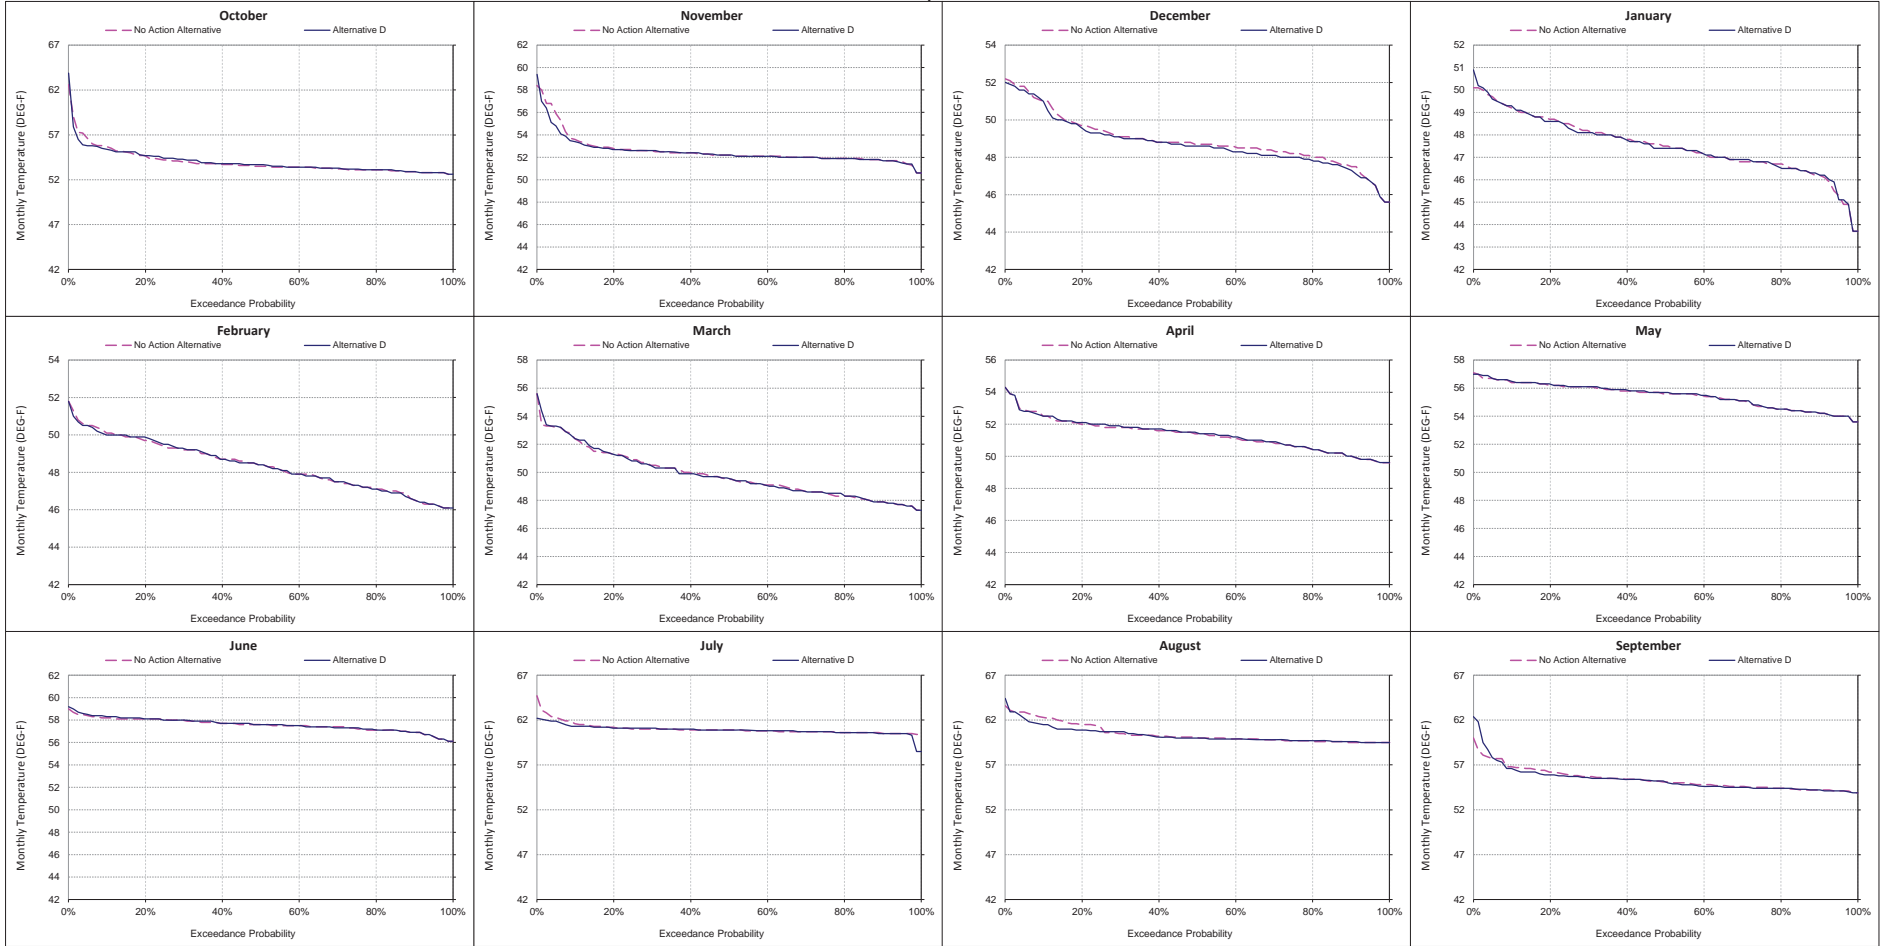 October
No Action Alternative Alternative D
Monthly Temperature (DEG-F)
67
62
57
52
47
42
0% 20% 40% 60% 80% 100%
Exceedance Probability
November
No Action Alternative Alternative D
Monthly Temperature (DEG-F)
62
60
58
56
54
52
50
48
46
44
42
0% 20% 40% 60% 80% 100%
Exceedance Probability
December
No Action Alternative Alternative D
Monthly Temperature (DEG-F)
54
52
50
48
46
44
42
0% 20% 40% 60% 80% 100%
Exceedance Probability
January
No Action Alternative Alternative D
Monthly Temperature (DEG-F)
52
51
50
49
48
47
46
45
44
43
42
0% 20% 40% 60% 80% 100%
Exceedance Probability
February
No Action Alternative Alternative D
Monthly Temperature (DEG-F)
54
52
50
48
46
44
42
0% 20% 40% 60% 80% 100%
Exceedance Probability
March
No Action Alternative Alternative D
Monthly Temperature (DEG-F)
58
56
54
52
50
48
46
44
42
0% 20% 40% 60% 80% 100%
Exceedance Probability
April
No Action Alternative Alternative D
Monthly Temperature (DEG-F)
56
54
52
50
48
46
44
42
0% 20% 40% 60% 80% 100%
Exceedance Probability
May
No Action Alternative Alternative D
Monthly Temperature (DEG-F)
58
56
54
52
50
48
46
44
42
0% 20% 40% 60% 80% 100%
Exceedance Probability
June
No Action Alternative Alternative D
Monthly Temperature (DEG-F)
62
60
58
56
54
52
50
48
46
44
42
0% 20% 40% 60% 80% 100%
Exceedance Probability
July
No Action Alternative Alternative D
Monthly Temperature (DEG-F)
67
62
57
52
47
42
0% 20% 40% 60% 80% 100%
Exceedance Probability
August
No Action Alternative Alternative D
Monthly Temperature (DEG-F)
67
62
57
52
47
42
0% 20% 40% 60% 80% 100%
Exceedance Probability
September
No Action Alternative Alternative D
Monthly Temperature (DEG-F)
67
62
57
52
47
42
0% 20% 40% 60% 80% 100%
Exceedance Probability